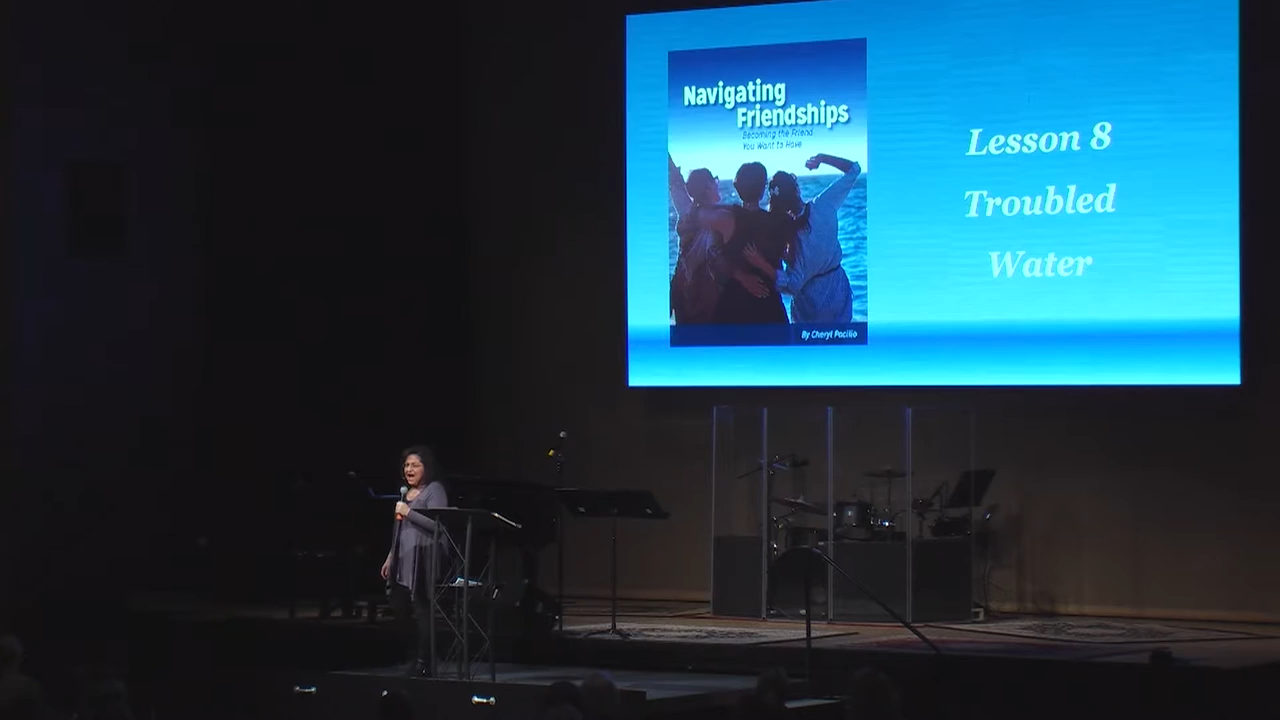 Navigating
Friendships
Becoming the Friend
You Want to Have
By Cheryl Pacilio
Lesson 8
Troubled
Water